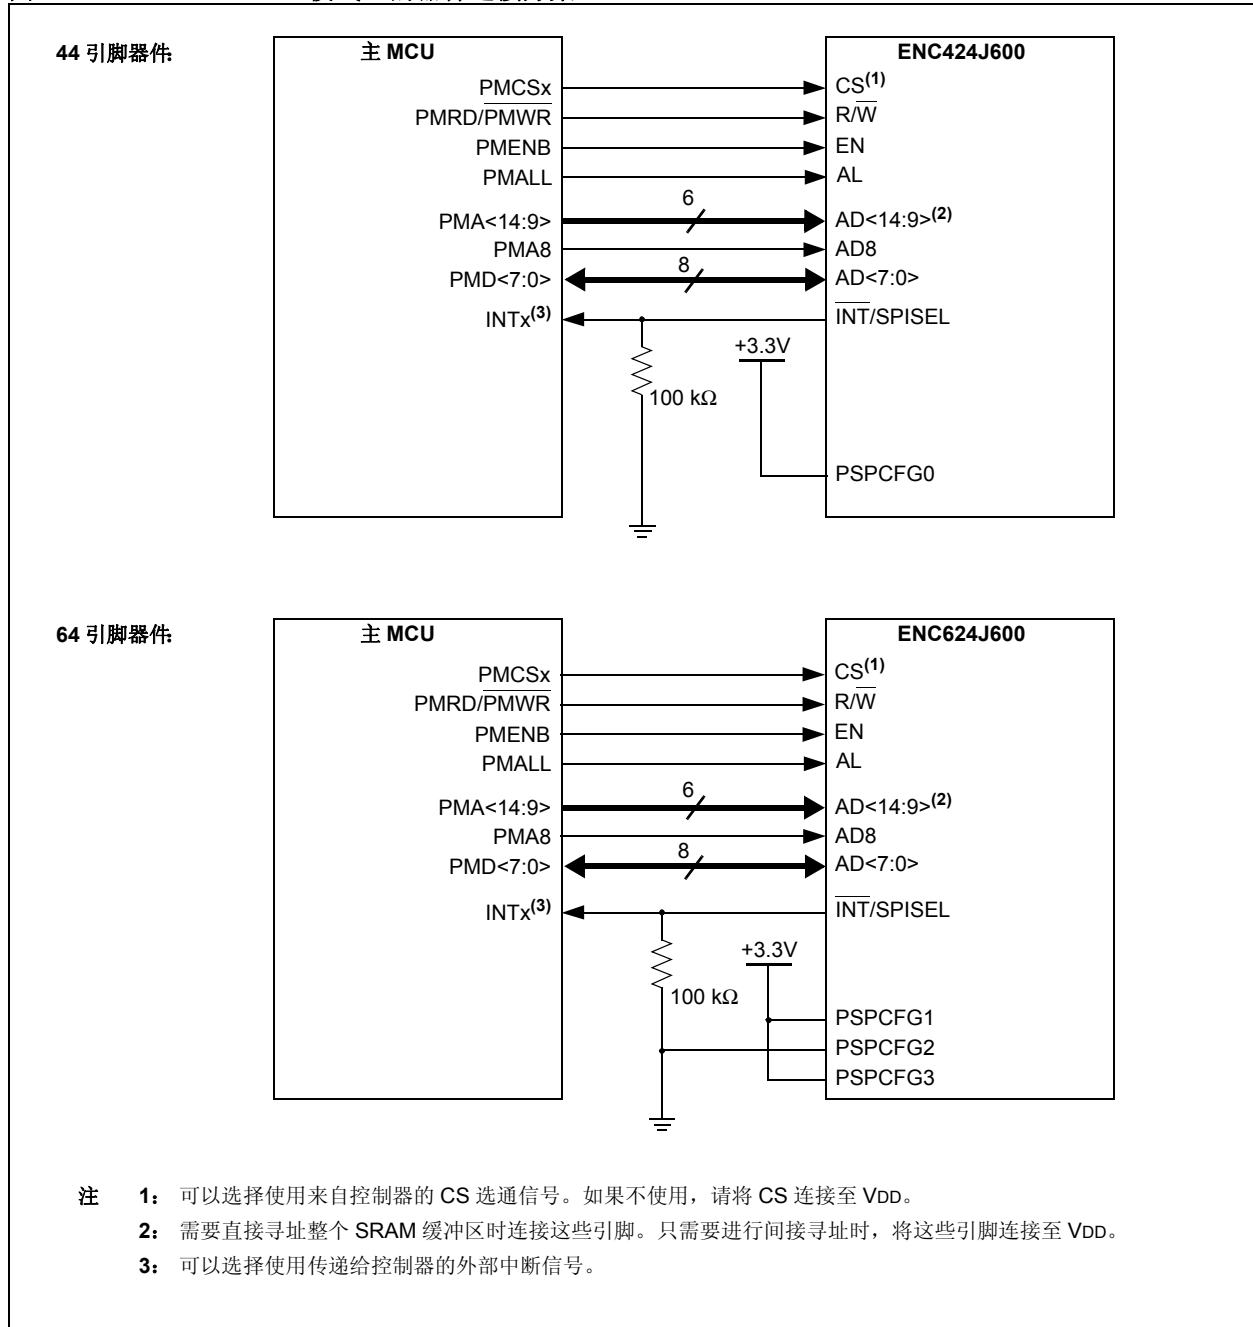 44 引脚器件:
主 MCU
ENC424J600
PMCSx
CS(1)
PMRD/PMWR
R/W
PMENB
EN
PMALL
AL
PMA<14:9>
6
AD<14:9>(2)
PMA8
AD8
PMD<7:0>
8
AD<7:0>
INTx(3)
INT/SPISEL
+3.3V
100 kΩ
PSPCFG0
64 引脚器件:
主 MCU
ENC624J600
PMCSx
CS(1)
PMRD/PMWR
R/W
PMENB
EN
PMALL
AL
PMA<14:9>
6
AD<14:9>(2)
PMA8
AD8
PMD<7:0>
8
AD<7:0>
INTx(3)
INT/SPISEL
+3.3V
100 kΩ
PSPCFG1
PSPCFG2
PSPCFG3
注 1: 可以选择使用来自控制器的 CS 选通信号。如果不使用，请将 CS 连接至 VDD。
2: 需要直接寻址整个 SRAM 缓冲区时连接这些引脚。只需要进行间接寻址时，将这些引脚连接至 VDD。
3: 可以选择使用传递给控制器的外部中断信号。